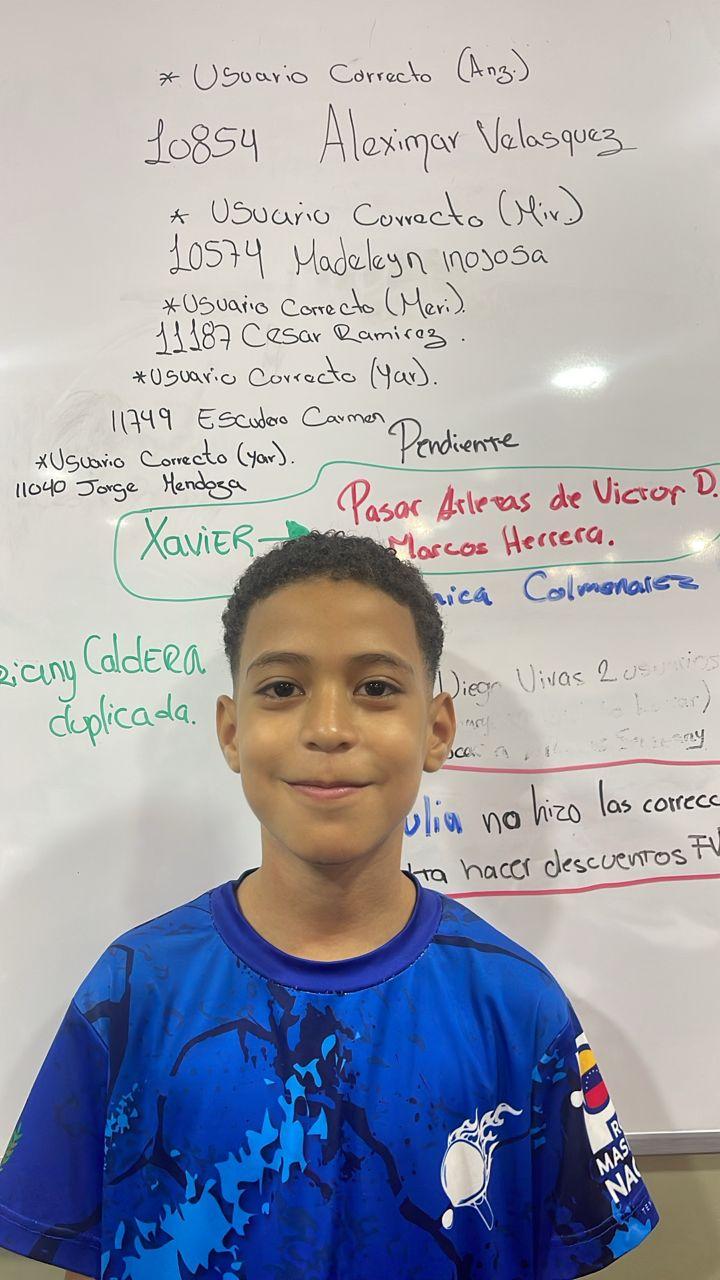 * Usuario Correcto (Anz.)
10854 Aleximar Velasquez
* Usuario Correcto (Mir.)
10574 Madeleyn inojosa
* Usuario Correcto (Meri).
11187 Cesar Ramirez.
* Usuario Correcto (Yar).
11749 Escudero Carmen
* Usuario Correcto (Yar).
11040 Jorge Mendoza
Pendiente
XaviER → Pasar Atletas de Victor D.
Marcos Herrera.
Colmenarez
CaldERA
duplicada.
Diego Vivas 2 usuarios
no hizo las
hacer descuentos